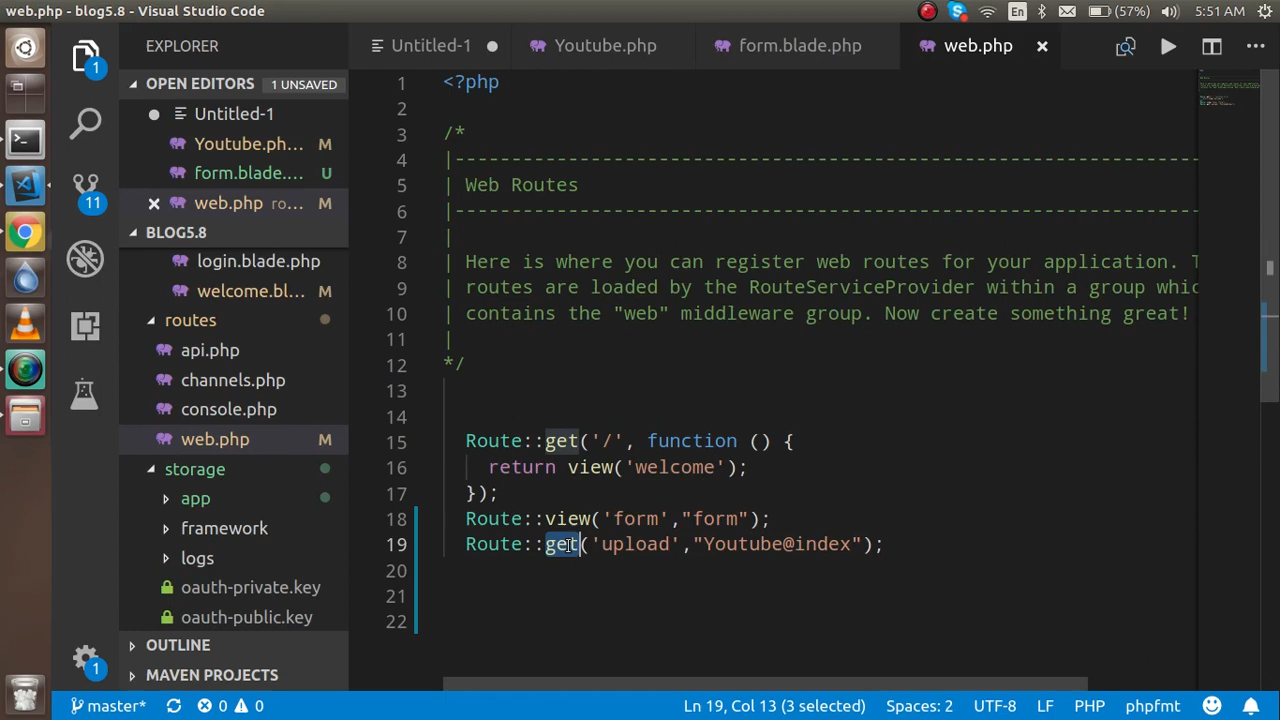 web.php - blog5.8 - Visual Studio Code
En
(57%)
5:51 AM
EXPLORER
Untitled-1
Youtube.php
form.blade.php
web.php
OPEN EDITORS 1 UNSAVED
Untitled-1
Youtube.ph... M
form.blade.... U
web.php ro... M
BLOG5.8
login.blade.php
welcome.bl... M
routes
api.php
channels.php
console.php
web.php M
storage
app
framework
logs
oauth-private.key
oauth-public.key
OUTLINE
MAVEN PROJECTS
1
11
1
1 <?php
2
3 /*
4 |--------------------------------------------------------------------------
5 | Web Routes
6 |--------------------------------------------------------------------------
7 |
8 | Here is where you can register web routes for your application. T
9 | routes are loaded by the RouteServiceProvider within a group whic
10 | contains the "web" middleware group. Now create something great!
11 |
12 */
13
14
15 Route::get('/', function () {
16 return view('welcome');
17 });
18 Route::view('form',"form");
19 Route::get('upload',"Youtube@index");
20
21
22
master* 0 0 Ln 19, Col 13 (3 selected) Spaces: 2 UTF-8 LF PHP phpfmt